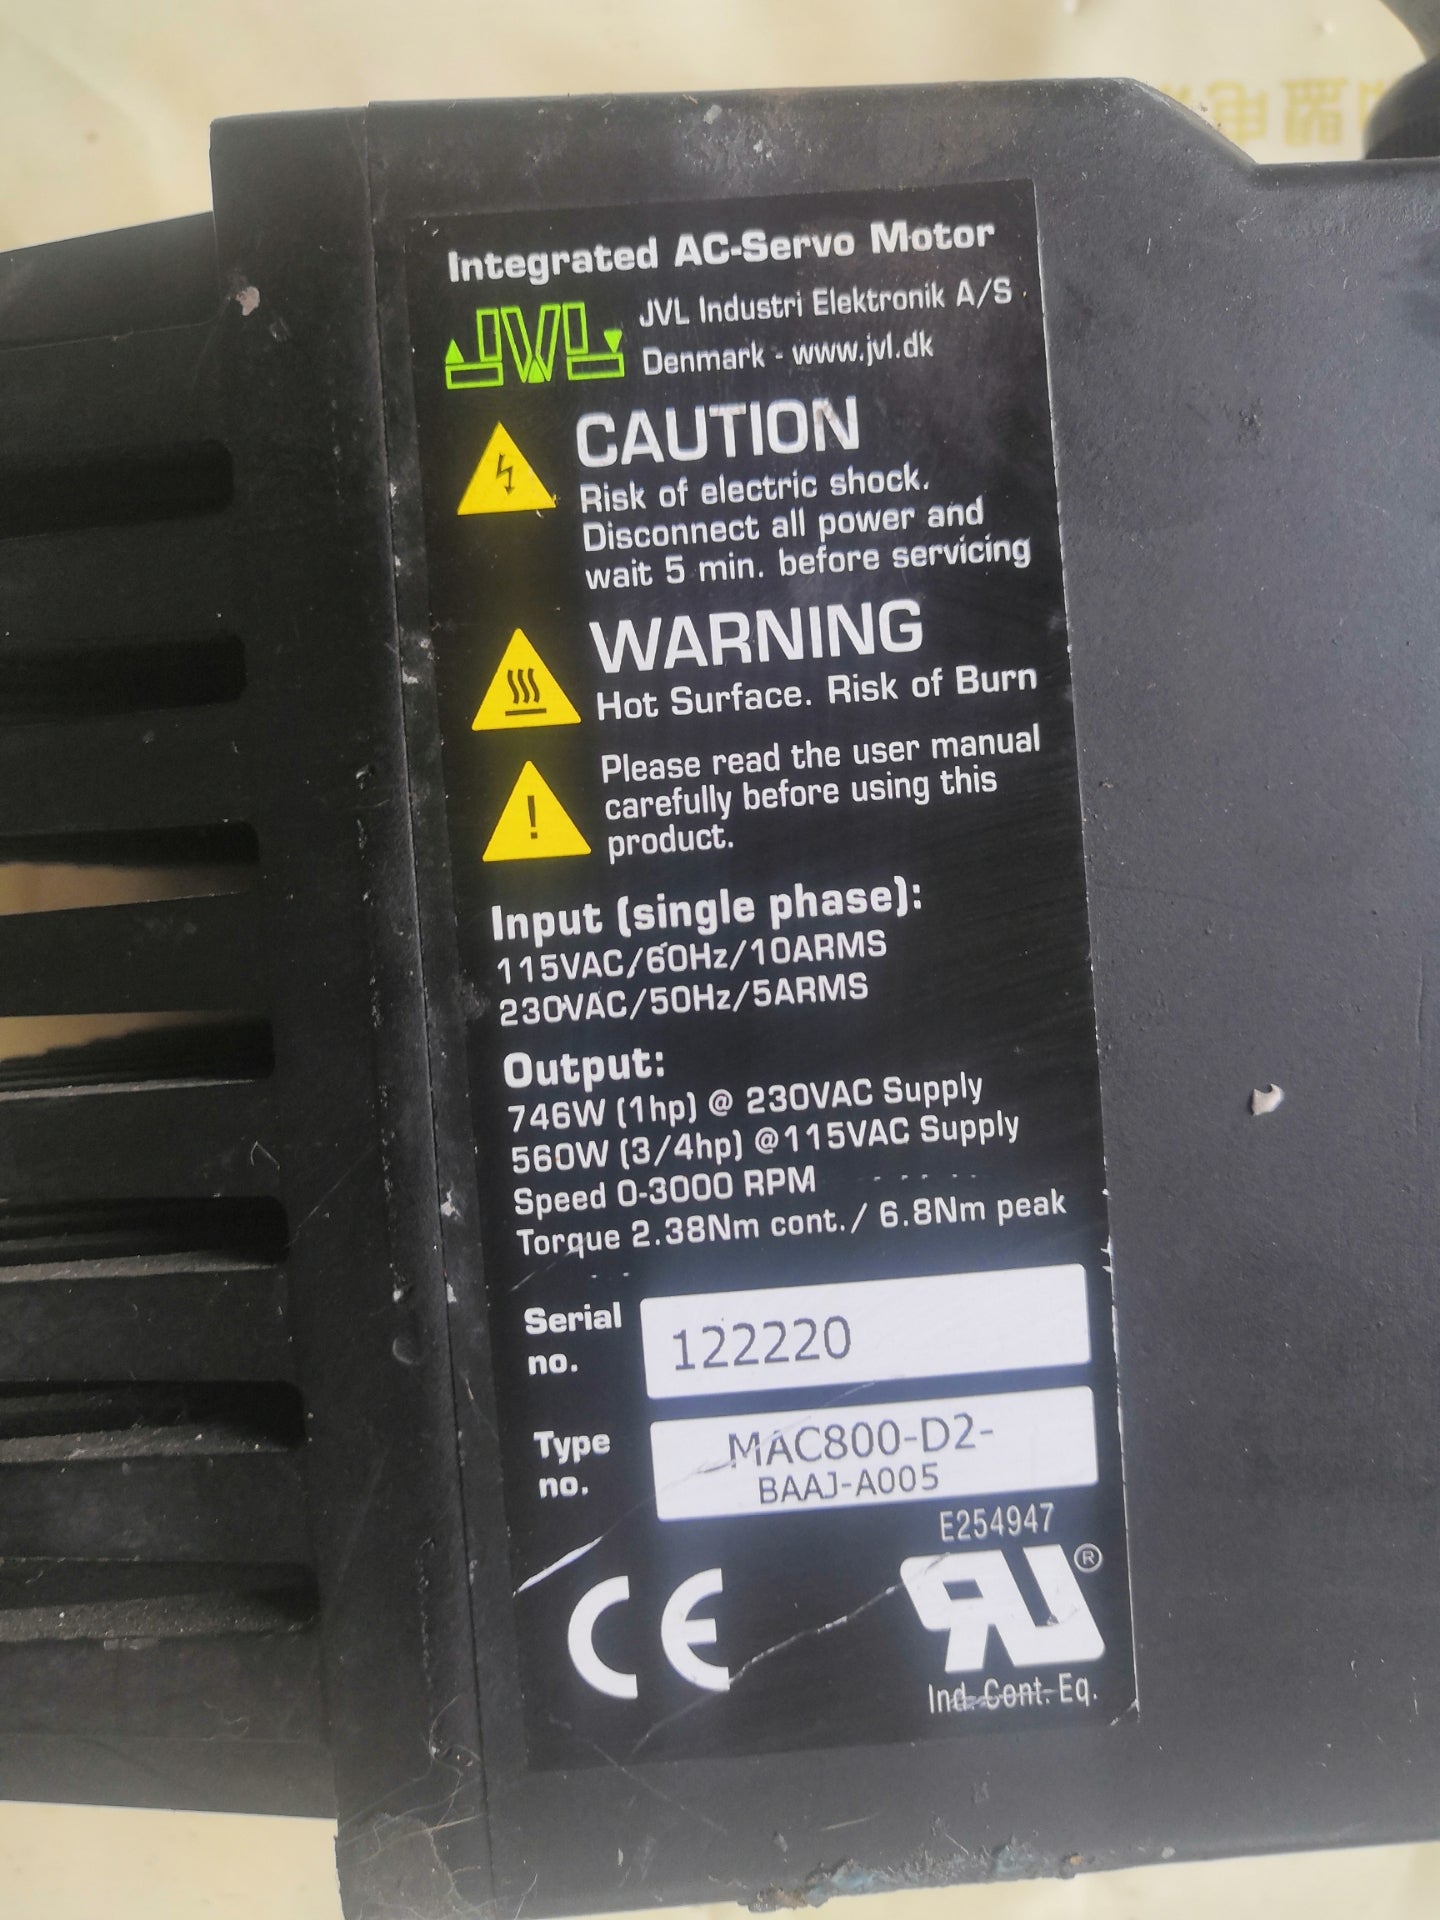 Integrated AC-Servo Motor
JVL
JVL Industri Elektronik A/S
Denmark - www.jvl.dk
CAUTION
Risk of electric shock.
Disconnect all power and
wait 5 min. before servicing
WARNING
Hot Surface. Risk of Burn
!
Please read the user manual
carefully before using this
product.
Input (single phase):
115VAC/60Hz/10ARMS
230VAC/50Hz/5ARMS
Output:
746W (1hp) @ 230VAC Supply
560W (3/4hp) @115VAC Supply
Speed 0-3000 RPM
Torque 2.38Nm cont./ 6.8Nm peak
Serial no. 122220
Type no. MAC800-D2-
BAAJ-A005
E254947
CE
RU®
Ind. Cont. Eq.